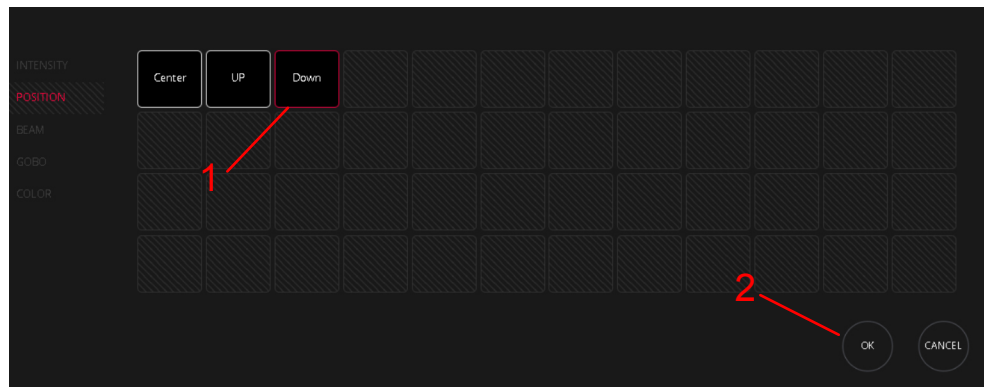 INTENSITY
POSITION
BEAM
GOBO
COLOR
Center
UP
Down
1
2
OK
CANCEL